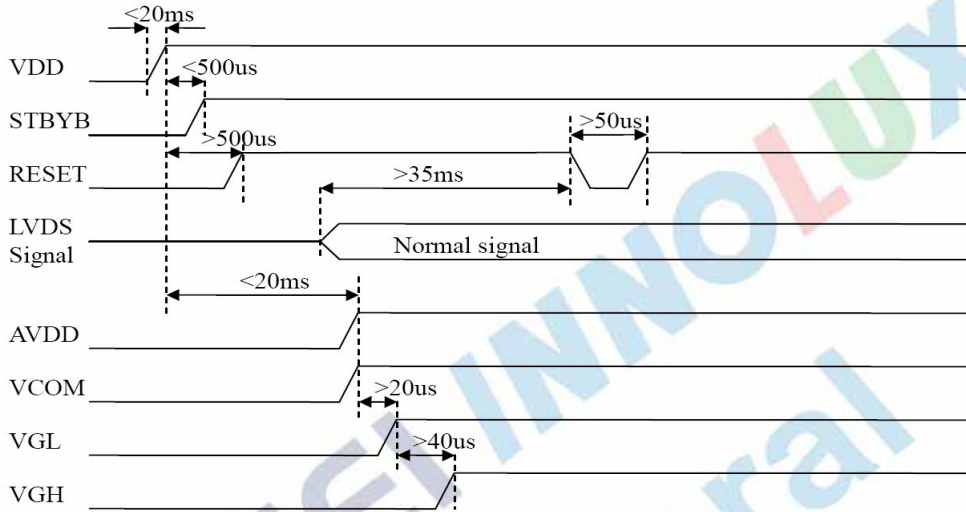 <20ms
VDD
<500us
STBYB
>500us
>50us
RESET
>35ms
LVDS
Signal
Normal signal
<20ms
AVDD
VCOM
>20us
VGL
>40us
VGH
INNOLUX